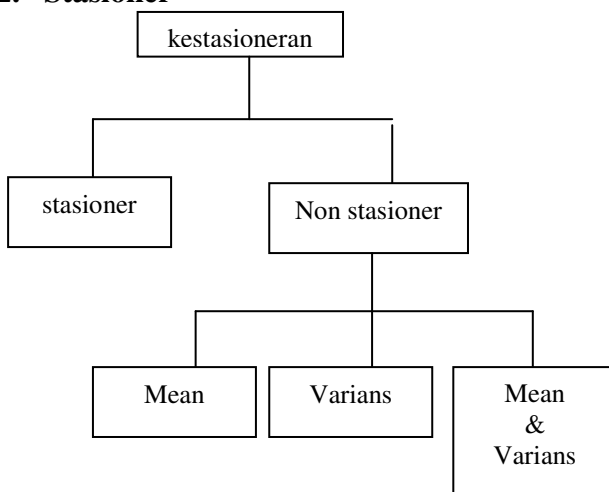 2. Stasioner
kestasioneran
stasioner
Non stasioner
Mean
Varians
Mean
&
Varians